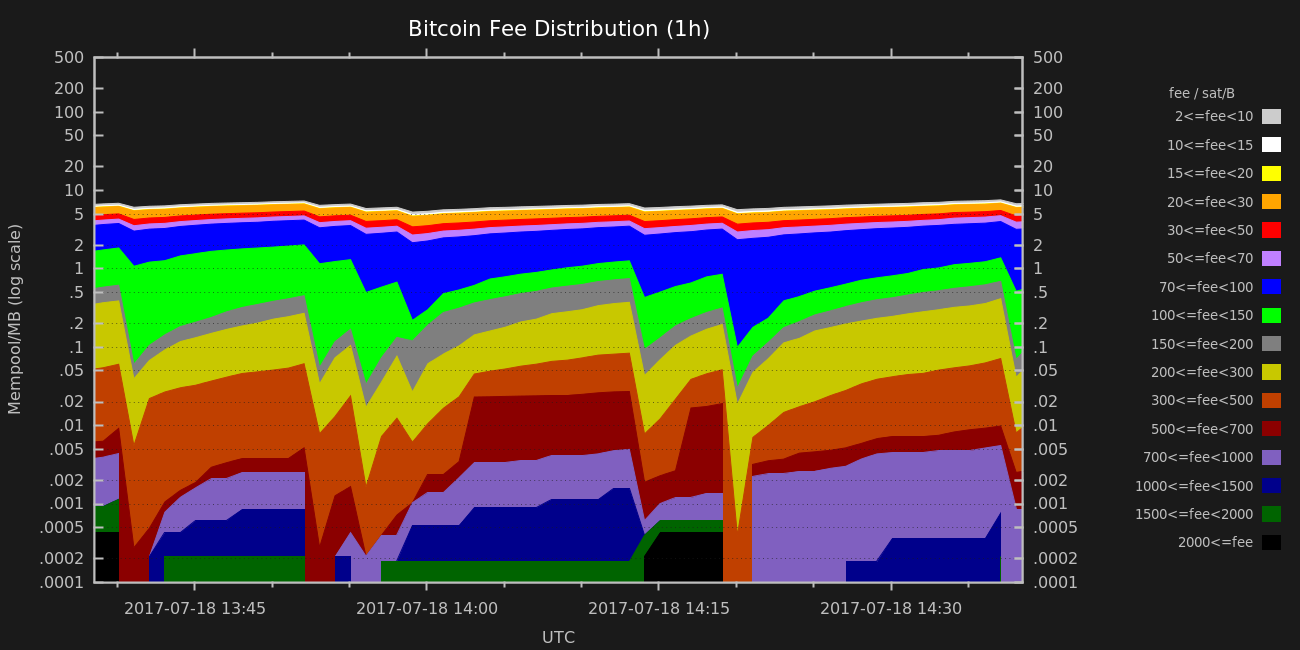 Bitcoin Fee Distribution (1h)
Mempool/MB (log scale)
500
200
100
50
20
10
5
2
1
.5
.2
.1
.05
.02
.01
.005
.002
.001
.0005
.0002
.0001
500
200
100
50
20
10
5
2
1
.5
.2
.1
.05
.02
.01
.005
.002
.001
.0005
.0002
.0001
fee / sat/B
2<=fee<10
10<=fee<15
15<=fee<20
20<=fee<30
30<=fee<50
50<=fee<70
70<=fee<100
100<=fee<150
150<=fee<200
200<=fee<300
300<=fee<500
500<=fee<700
700<=fee<1000
1000<=fee<1500
1500<=fee<2000
2000<=fee
2017-07-18 13:45
2017-07-18 14:00
2017-07-18 14:15
2017-07-18 14:30
UTC